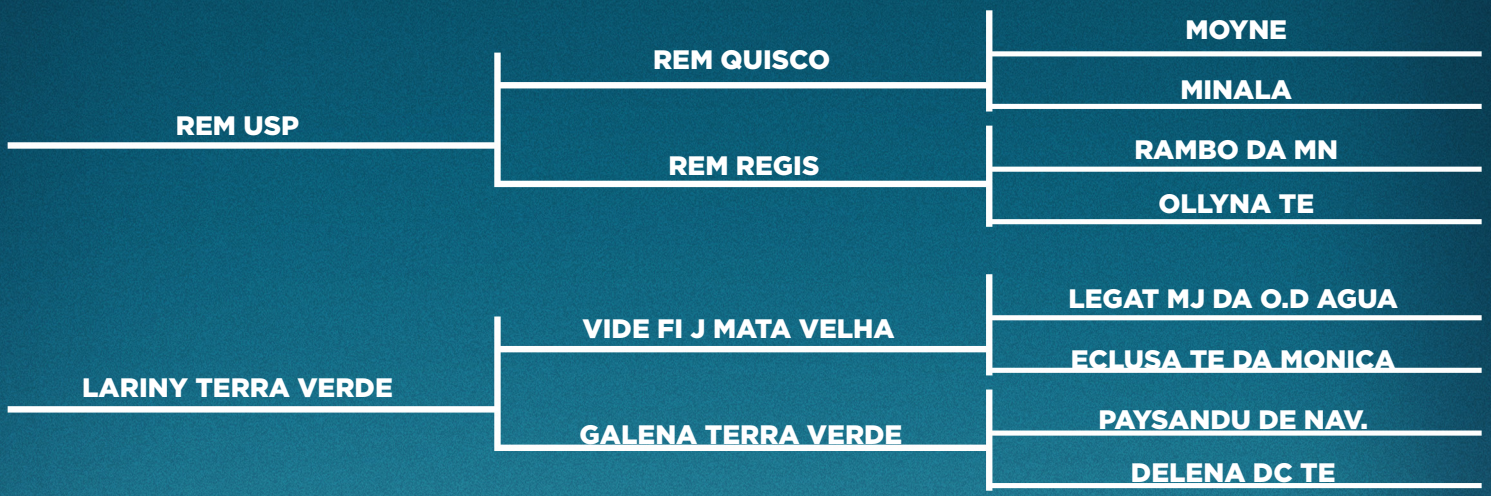 MOYNE
REM QUISCO
MINALA
REM USP
RAMBO DA MN
REM REGIS
OLLYNA TE
LEGAT MJ DA O.D AGUA
VIDE FI J MATA VELHA
ECLUSA TE DA MONICA
LARINY TERRA VERDE
PAYSANDU DE NAV.
GALENA TERRA VERDE
DELENA DC TE